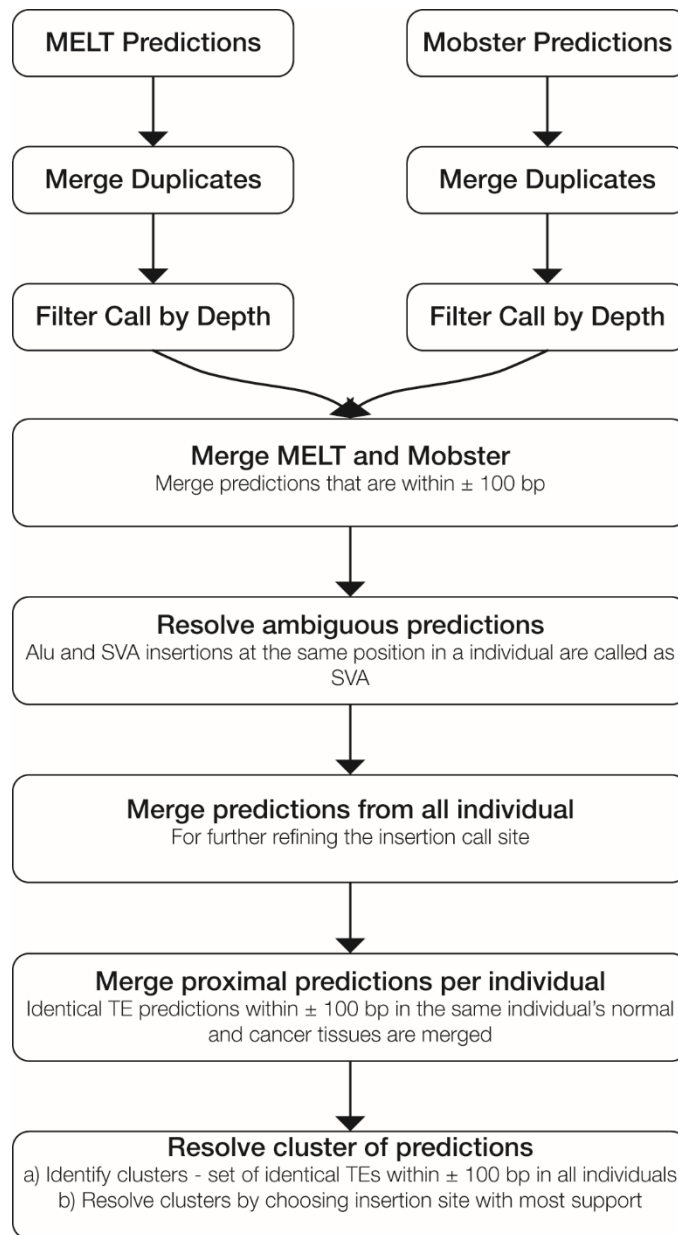 MELT Predictions
Mobster Predictions
Merge Duplicates
Merge Duplicates
Filter Call by Depth
Filter Call by Depth
Merge MELT and Mobster
Merge predictions that are within ± 100 bp
Resolve ambiguous predictions
Alu and SVA insertions at the same position in a individual are called as
SVA
Merge predictions from all individual
For further refining the insertion call site
Merge proximal predictions per individual
Identical TE predictions within ± 100 bp in the same individual's normal
and cancer tissues are merged
Resolve cluster of predictions
a) Identify clusters - set of identical TEs within ± 100 bp in all individuals
b) Resolve clusters by choosing insertion site with most support